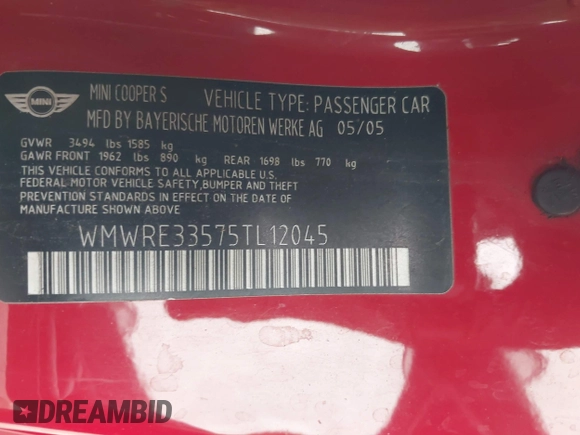 MINI
MINI COOPER S VEHICLE TYPE: PASSENGER CAR
MFD BY BAYERISCHE MOTOREN WERKE AG 05/05
GVWR 3494 lbs 1585 kg
GAWR FRONT 1962 lbs 890 kg REAR 1698 lbs 770 kg
THIS VEHICLE CONFORMS TO ALL APPLICABLE U.S.
FEDERAL MOTOR VEHICLE SAFETY,BUMPER AND THEFT
PREVENTION STANDARDS IN EFFECT ON THE DATE
OF MANUFACTURE SHOWN ABOVE
WMWRE33575TL12045
DREAMBID